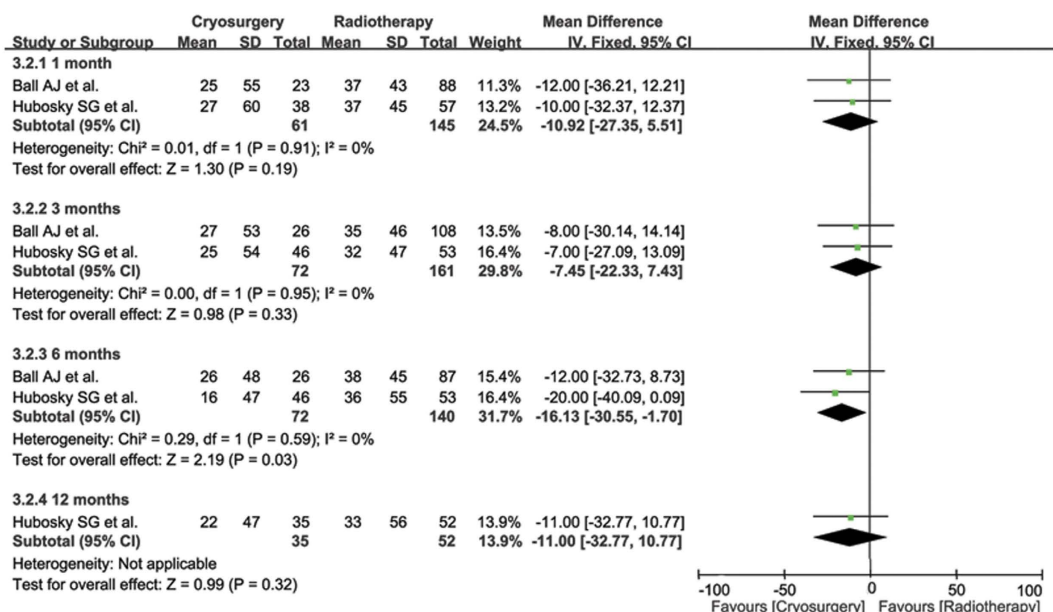 Cryosurgery Radiotherapy Mean Difference Mean Difference
Study or Subgroup Mean SD Total Mean SD Total Weight IV. Fixed. 95% CI IV. Fixed. 95% CI
3.2.1 1 month
Ball AJ et al. 25 55 23 37 43 88 11.3% -12.00 [-36.21, 12.21]
Hubosky SG et al. 27 60 38 37 45 57 13.2% -10.00 [-32.37, 12.37]
Subtotal (95% CI) 61 145 24.5% -10.92 [-27.35, 5.51]
Heterogeneity: Chi² = 0.01, df = 1 (P = 0.91); I² = 0%
Test for overall effect: Z = 1.30 (P = 0.19)
3.2.2 3 months
Ball AJ et al. 27 53 26 35 46 108 13.5% -8.00 [-30.14, 14.14]
Hubosky SG et al. 25 54 46 32 47 53 16.4% -7.00 [-27.09, 13.09]
Subtotal (95% CI) 72 161 29.8% -7.45 [-22.33, 7.43]
Heterogeneity: Chi² = 0.00, df = 1 (P = 0.95); I² = 0%
Test for overall effect: Z = 0.98 (P = 0.33)
3.2.3 6 months
Ball AJ et al. 26 48 26 38 45 87 15.4% -12.00 [-32.73, 8.73]
Hubosky SG et al. 16 47 46 36 55 53 16.4% -20.00 [-40.09, 0.09]
Subtotal (95% CI) 72 140 31.7% -16.13 [-30.55, -1.70]
Heterogeneity: Chi² = 0.29, df = 1 (P = 0.59); I² = 0%
Test for overall effect: Z = 2.19 (P = 0.03)
3.2.4 12 months
Hubosky SG et al. 22 47 35 33 56 52 13.9% -11.00 [-32.77, 10.77]
Subtotal (95% CI) 35 52 13.9% -11.00 [-32.77, 10.77]
Heterogeneity: Not applicable
Test for overall effect: Z = 0.99 (P = 0.32)
-100 -50 0 50 100
Favours [Cryosurgery] Favours [Radiotherapy]